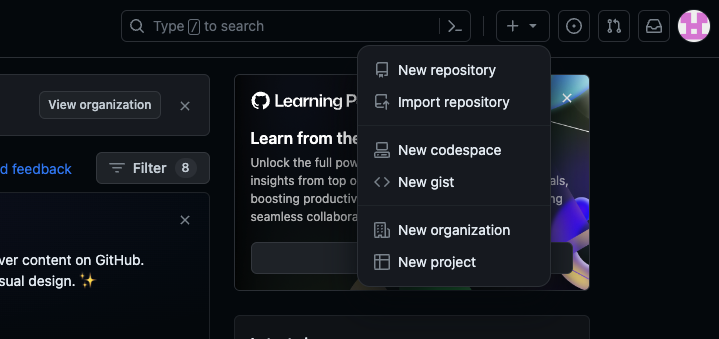 Type / to search
New repository
Import repository
New codespace
New gist
New organization
New project
View organization
d feedback
Filter 8
ver content on GitHub.
sual design. ✨
Learning P
Learn from the
Unlock the full pow
insights from top o
als,
boosting productiv
ng
seamless collabora